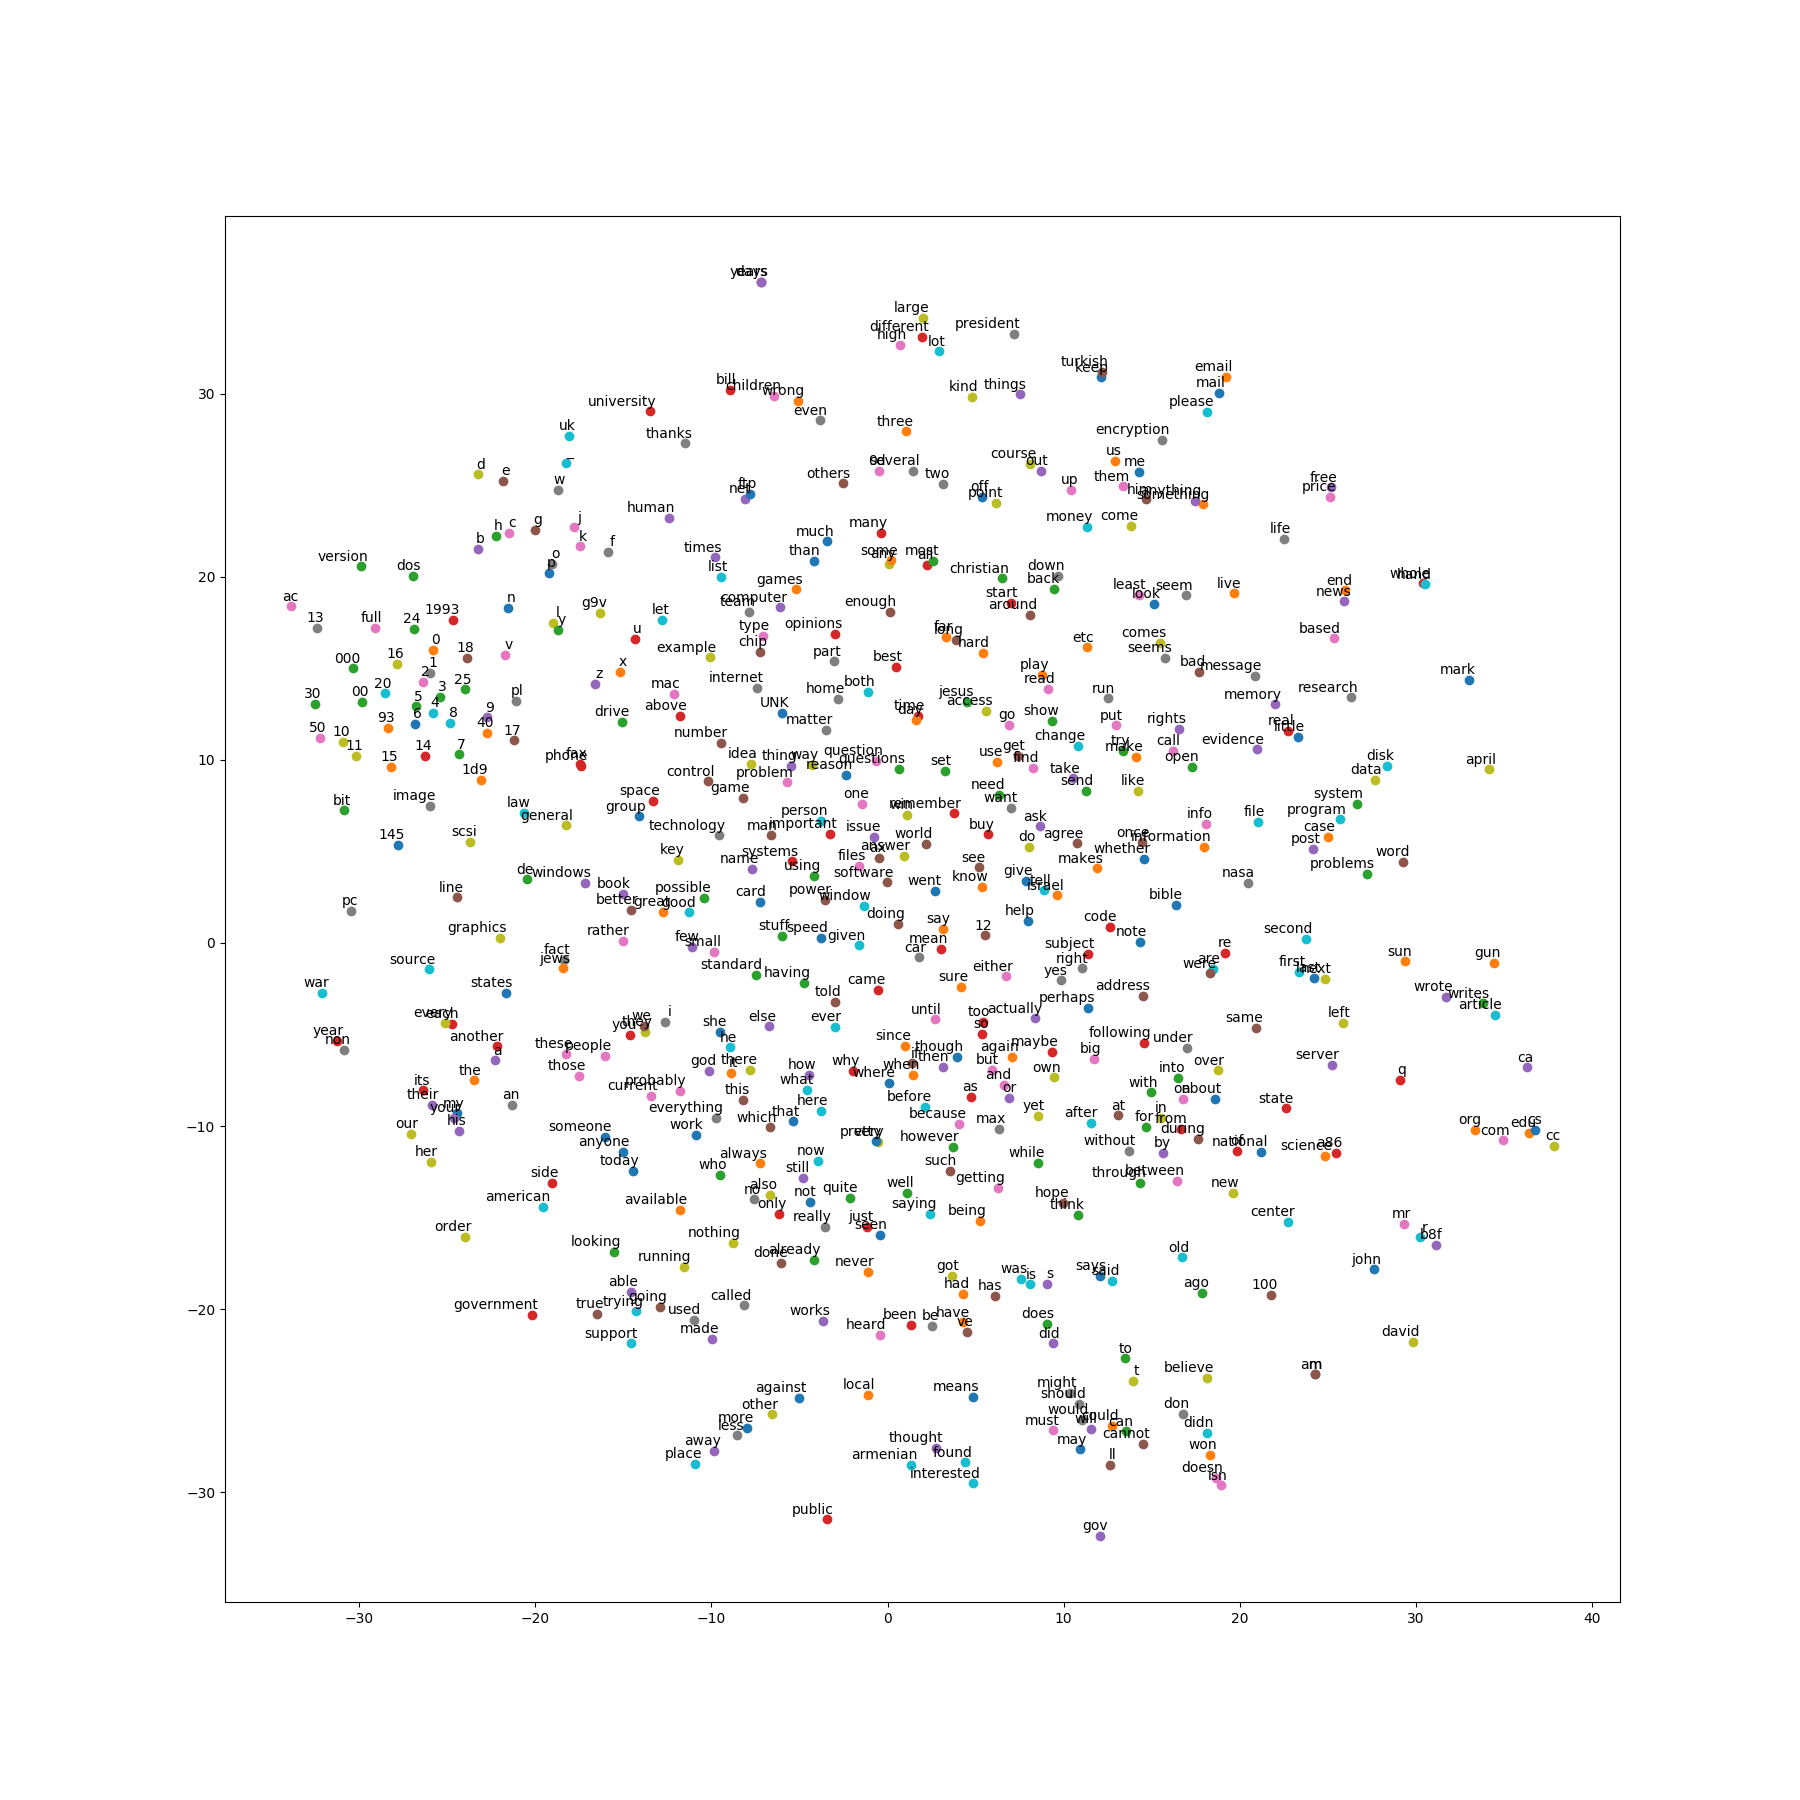 years days
large
different
high
lot
president
turkish
keep
email
mail
please
bill
children
wrong
even
kind
things
university
thanks
three
uk
_
encryption
d
e
w
others
several
two
course
out
us
me
them
him
anything
something
off
point
up
free
price
ftp
net
human
money
come
life
h
c
g
j
k
f
b
o
p
much
many
times
than
some
any
all
most
list
version
dos
games
christian
down
back
ac
13
full
24
1993
n
l
y
g9v
let
u
team
computer
enough
start
around
least
look
seem
live
end
news
whole
hand
based
0
18
16
1
000
2
v
x
z
example
type
chip
opinions
part
far
long
hard
etc
comes
seems
best
play
read
bad
message
mark
30
00
20
3
25
5
4
8
6
9
40
pl
17
93
50
10
11
15
14
7
1d9
mac
internet
home
both
UNK
above
drive
matter
time
day
jesus
access
go
show
run
put
rights
memory
research
real
little
evidence
number
fax
phone
idea
thing
way
problem
reason
question
questions
set
use
get
find
change
try
make
call
open
take
send
like
disk
data
april
bit
image
control
game
space
group
law
general
technology
man
person
important
one
win
remember
need
want
info
file
system
program
case
post
problems
word
145
scsi
key
systems
name
using
issue
files
answer
ax
world
buy
ask
do
agree
once
information
whether
makes
see
know
give
tell
israel
nasa
bible
de
windows
book
better
great
good
possible
card
power
software
window
went
line
pc
graphics
rather
few
small
stuff
speed
given
doing
say
mean
car
12
help
code
note
subject
right
yes
re
are
were
second
first
last
next
sun
gun
source
fact
jews
standard
having
came
sure
either
war
states
told
address
perhaps
wrote
writes
article
every
each
we
they
you
i
she
he
else
ever
until
too
so
actually
same
left
year
non
another
a
these
people
those
the
god
it
there
how
what
why
where
since
when
if
then
though
but
again
and
or
maybe
own
big
following
under
into
over
server
ca
q
its
their
my
your
his
our
her
an
current
probably
this
everything
which
that
here
work
before
as
because
max
yet
after
at
with
on
about
in
for
from
during
state
org
com
edu
cs
cc
someone
anyone
today
pretty
very
however
such
while
without
by
of
national
science
a86
who
always
now
still
side
american
available
no
also
only
not
quite
really
just
seen
well
saying
getting
being
hope
think
through
between
new
center
mr
r
b8f
order
looking
running
nothing
done
already
never
got
had
has
was
is
s
says
said
old
ago
100
john
able
trying
going
used
true
government
support
made
called
works
heard
been
be
have
ve
does
did
david
to
t
believe
am
against
local
means
might
should
would
will
could
can
cannot
must
may
ll
don
didn
won
doesn
isn
other
more
less
away
place
thought
armenian
found
interested
public
gov
30
20
10
0
−10
−20
−30
−30
−20
−10
0
10
20
30
40